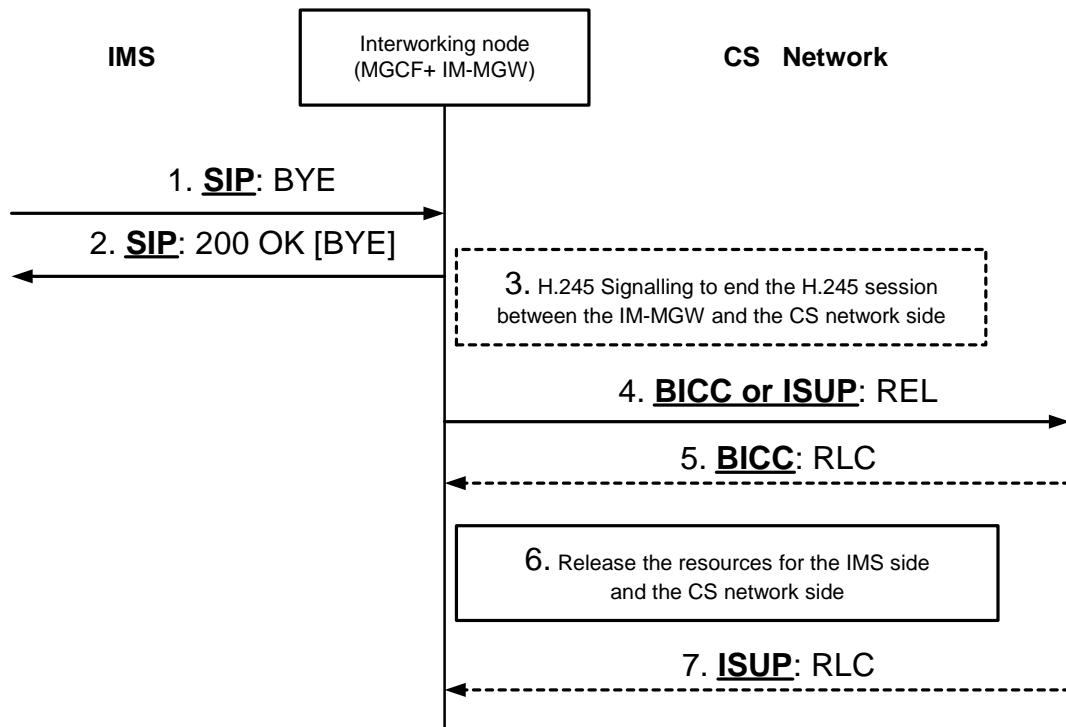 IMS
Interworking node
(MGCF+ IM-MGW)
CS Network
1. SIP: BYE
2. SIP: 200 OK [BYE]
3. H.245 Signalling to end the H.245 session
between the IM-MGW and the CS network side
4. BICC or ISUP: REL
5. BICC: RLC
6. Release the resources for the IMS side
and the CS network side
7. ISUP: RLC